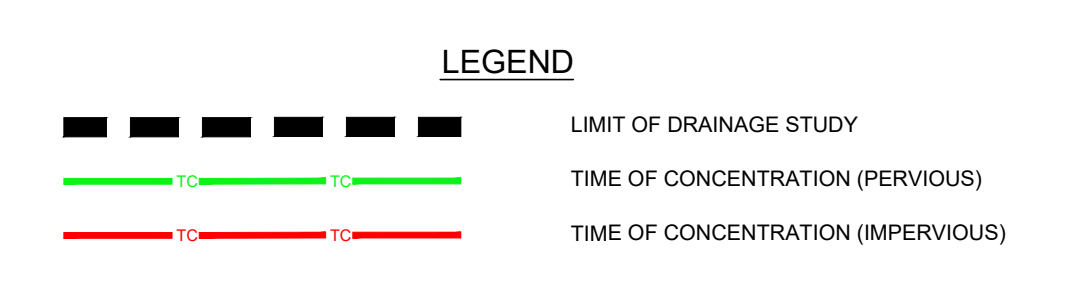 LEGEND
LIMIT OF DRAINAGE STUDY
TC TC TIME OF CONCENTRATION (PERVIOUS)
TC TC TIME OF CONCENTRATION (IMPERVIOUS)